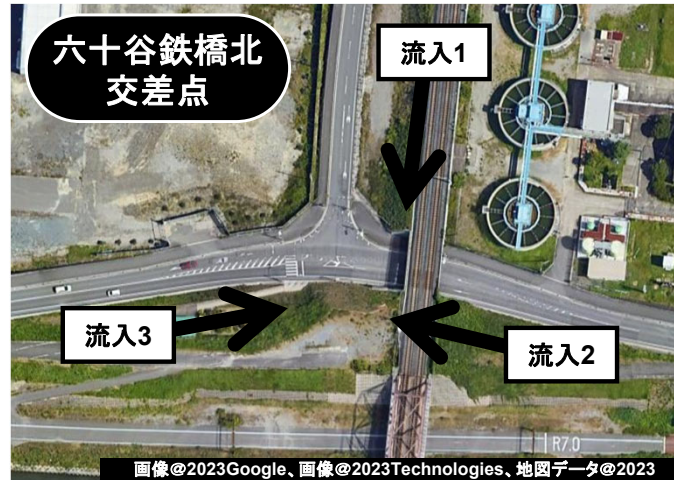 六十谷鉄橋北
交差点
流入1
流入3
流入2
R7.0
画像@2023Google、画像@2023Technologies、地図データ@2023